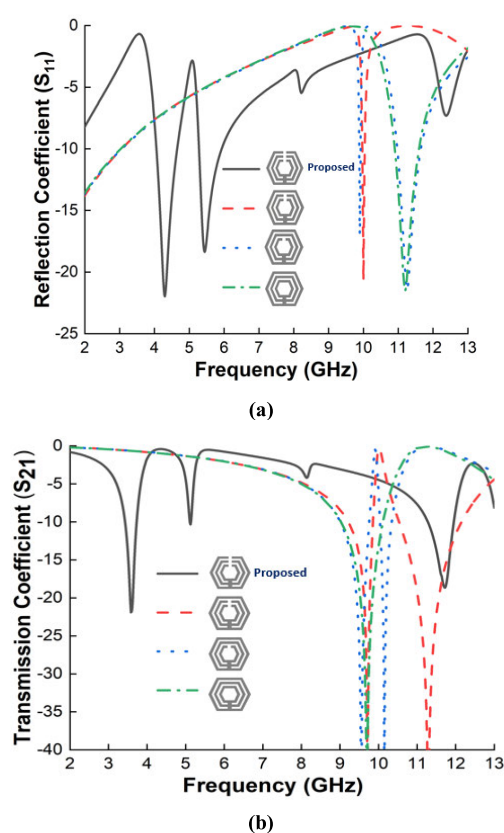 0
-5
-10
-15
-20
-25
Reflection Coefficient (S11)
Proposed
2 3 4 5 6 7 8 9 10 11 12 13
Frequency (GHz)
(a)
0
-5
-10
-15
-20
-25
-30
-35
-40
Transmission Coefficient (S21)
Proposed
2 3 4 5 6 7 8 9 10 11 12 13
Frequency (GHz)
(b)